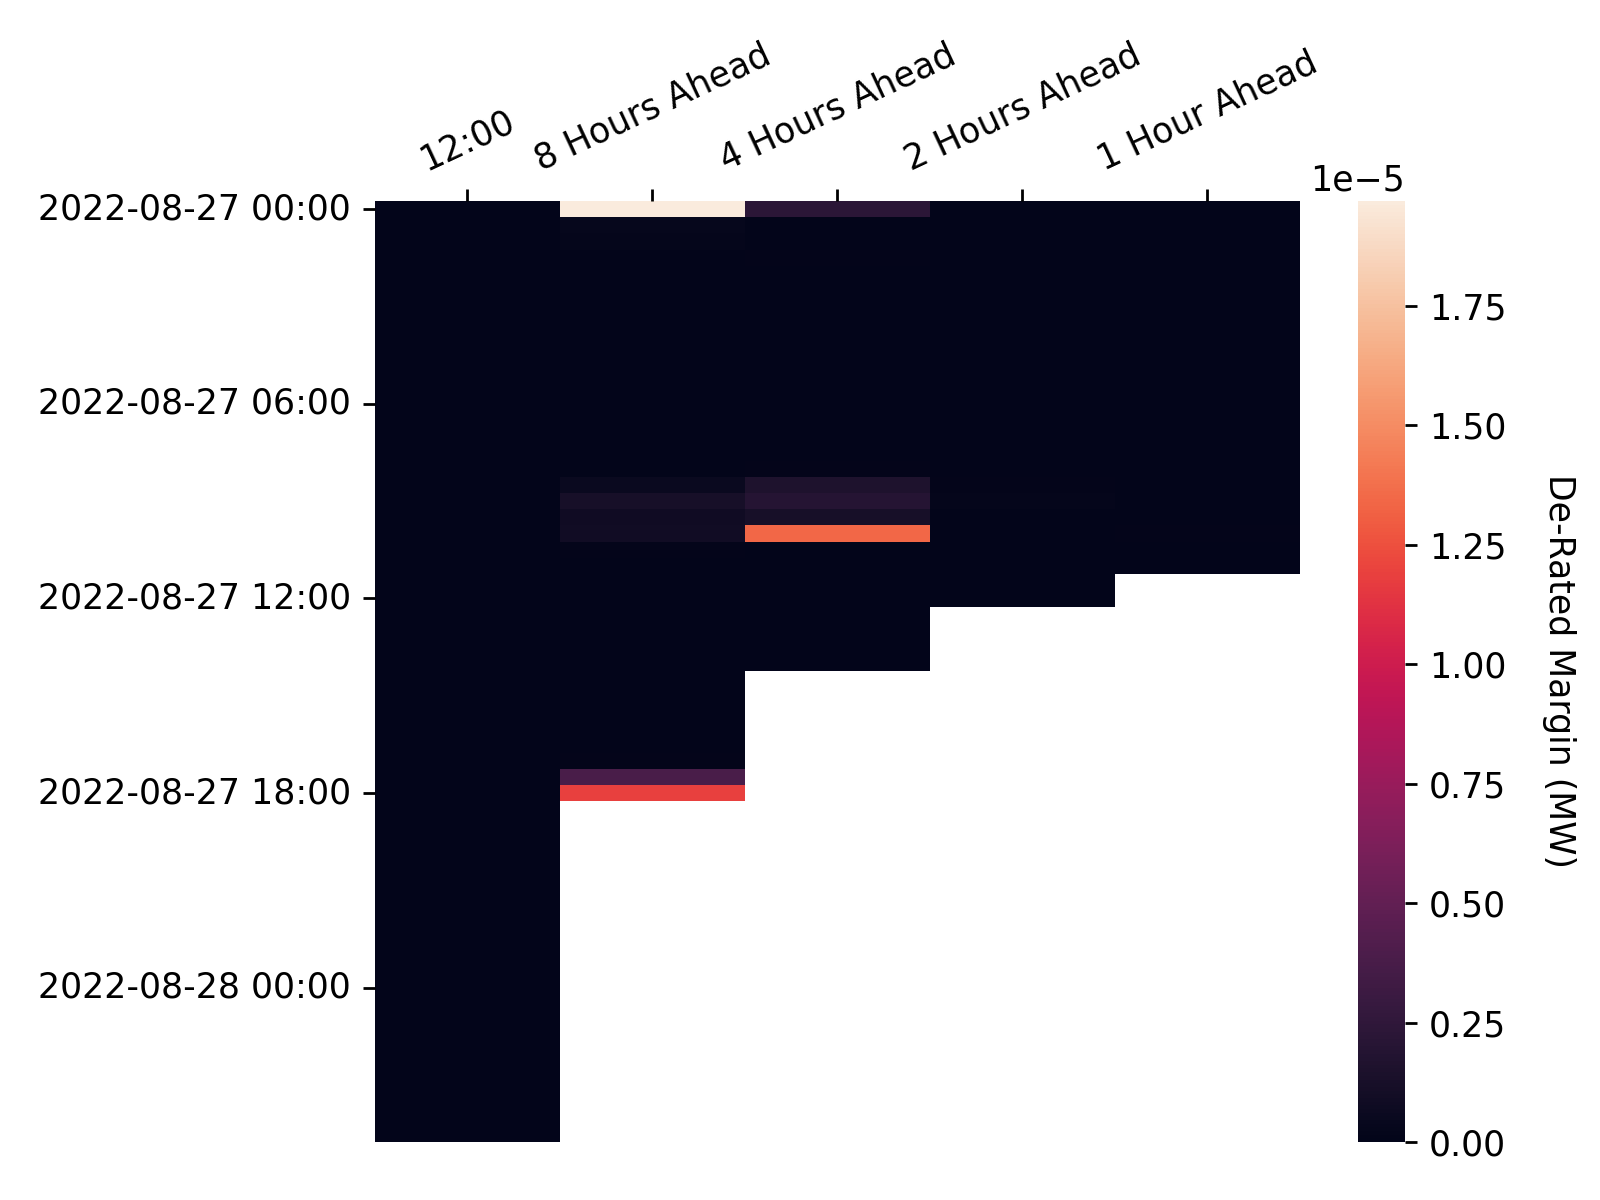 12:00
8 Hours Ahead
4 Hours Ahead
2 Hours Ahead
1 Hour Ahead
2022-08-27 00:00
2022-08-27 06:00
2022-08-27 12:00
2022-08-27 18:00
2022-08-28 00:00
1e−5
1.75
1.50
1.25
1.00
0.75
0.50
0.25
0.00
De-Rated Margin (MW)